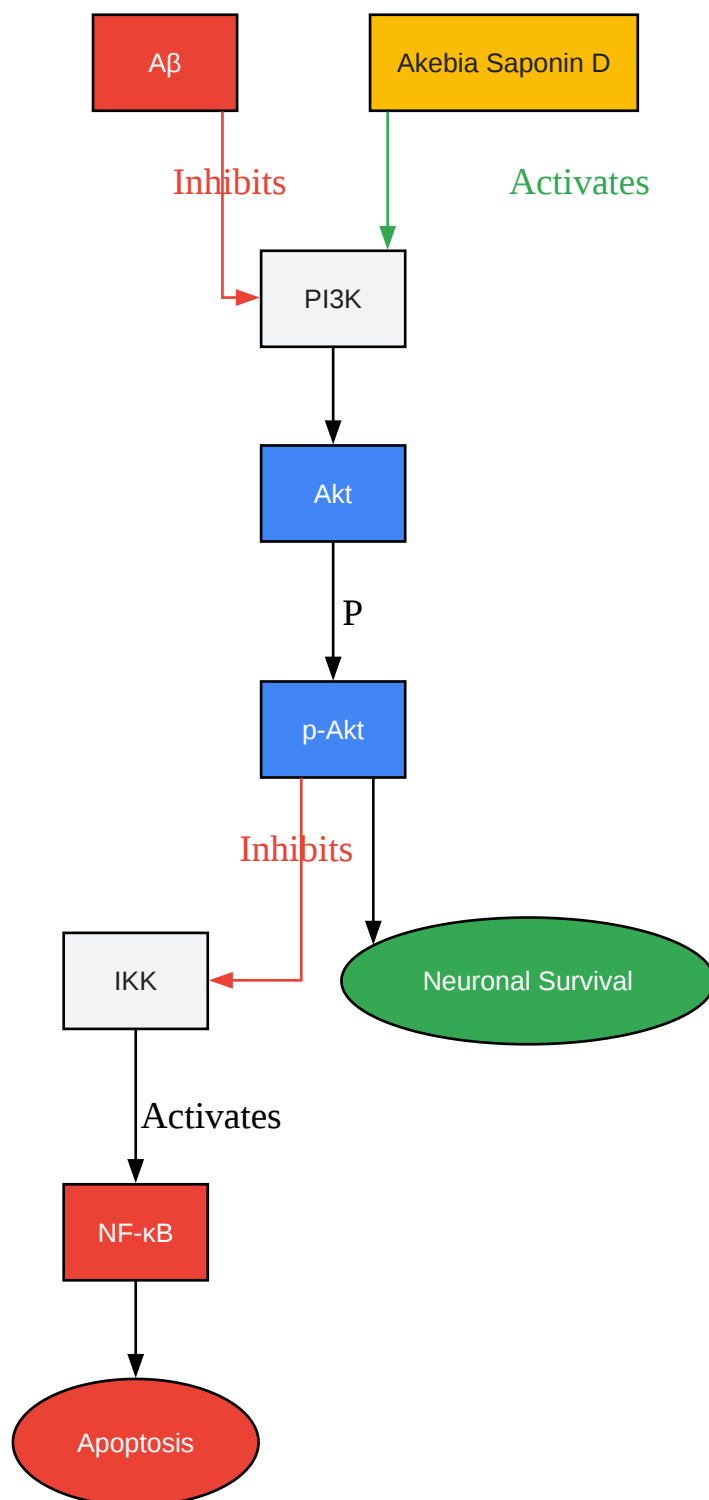 Aβ
Akebia Saponin D
Inhibits
Activates
PI3K
Akt
P
p-Akt
Inhibits
IKK
Neuronal Survival
Activates
NF-κB
Apoptosis